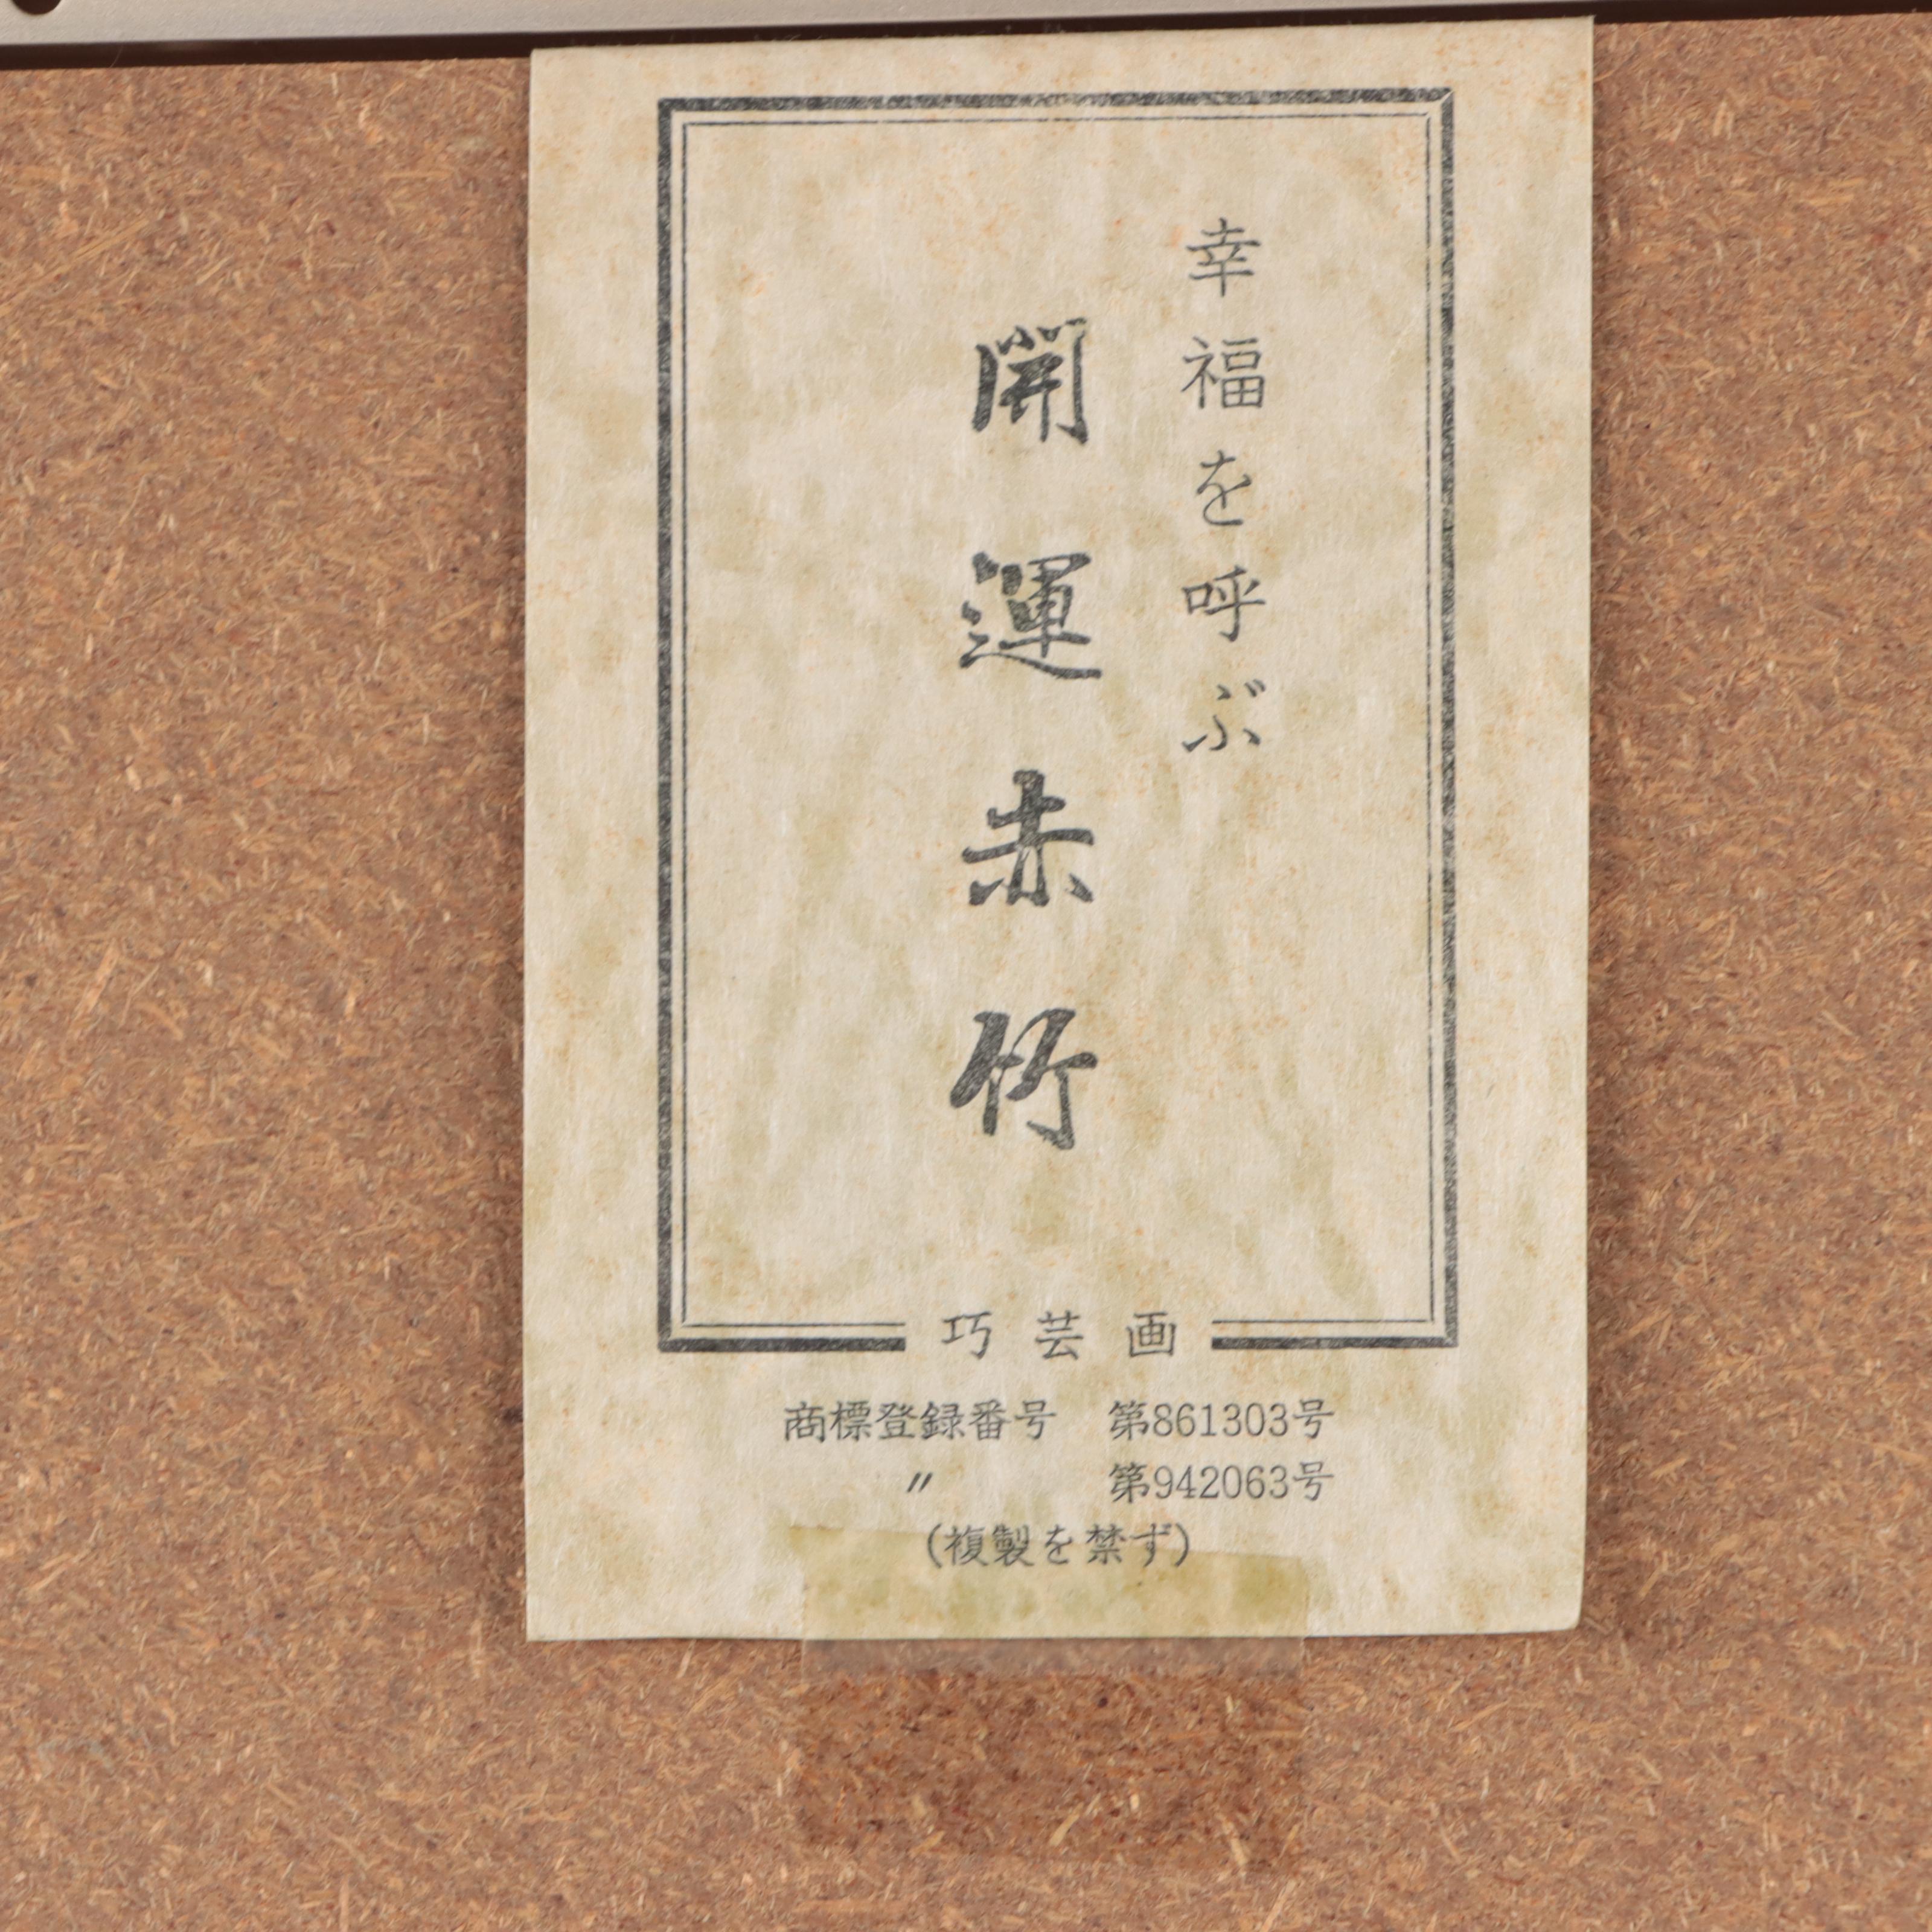 幸福を呼ぶ
開運赤竹
巧芸画
商標登録番号 第861303号
〃 第942063号
(複製を禁ず)